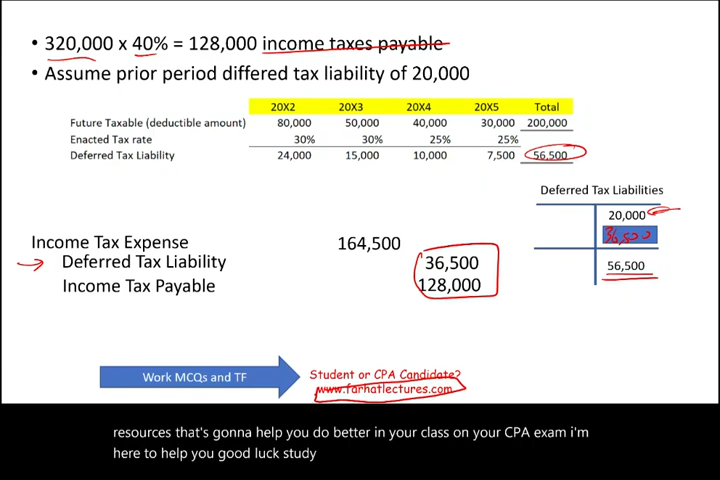 • 320,000 x 40% = 128,000 income taxes payable
• Assume prior period differed tax liability of 20,000
20X2 20X3 20X4 20X5 Total
Future Taxable (deductible amount) 80,000 50,000 40,000 30,000 200,000
Enacted Tax rate 30% 30% 25% 25%
Deferred Tax Liability 24,000 15,000 10,000 7,500 56,500
Deferred Tax Liabilities
20,000
36,500
56,500
Income Tax Expense 164,500
Deferred Tax Liability 36,500
Income Tax Payable 128,000
Work MCQs and TF
Student or CPA Candidate?
www.farhatlectures.com
resources that's gonna help you do better in your class on your CPA exam i'm
here to help you good luck study